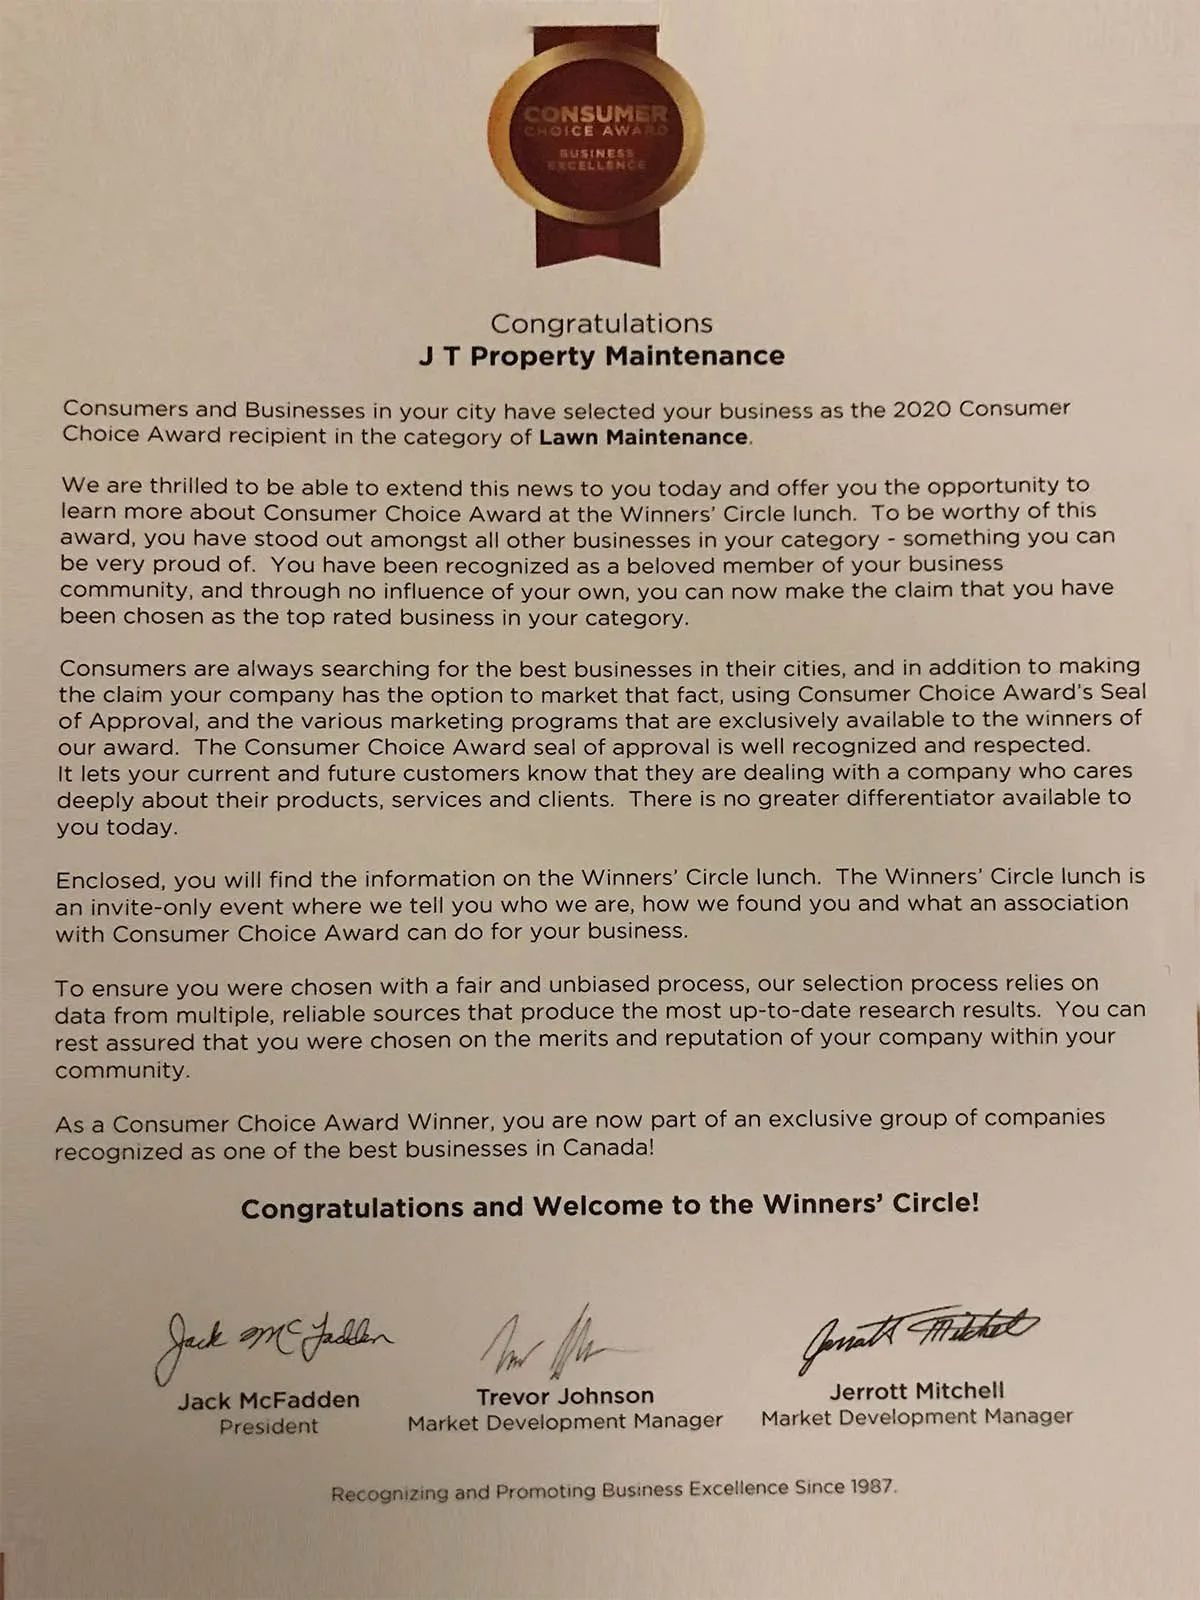 CONSUMER
CHOICE AWARD
BUSINESS
EXCELLENCE
Congratulations
J T Property Maintenance
Consumers and Businesses in your city have selected your business as the 2020 Consumer
Choice Award recipient in the category of Lawn Maintenance.
We are thrilled to be able to extend this news to you today and offer you the opportunity to
learn more about Consumer Choice Award at the Winners' Circle lunch. To be worthy of this
award, you have stood out amongst all other businesses in your category - something you can
be very proud of. You have been recognized as a beloved member of your business
community, and through no influence of your own, you can now make the claim that you have
been chosen as the top rated business in your category.
Consumers are always searching for the best businesses in their cities, and in addition to making
the claim your company has the option to market that fact, using Consumer Choice Award's Seal
of Approval, and the various marketing programs that are exclusively available to the winners of
our award. The Consumer Choice Award seal of approval is well recognized and respected.
It lets your current and future customers know that they are dealing with a company who cares
deeply about their products, services and clients. There is no greater differentiator available to
you today.
Enclosed, you will find the information on the Winners' Circle lunch. The Winners' Circle lunch is
an invite-only event where we tell you who we are, how we found you and what an association
with Consumer Choice Award can do for your business.
To ensure you were chosen with a fair and unbiased process, our selection process relies on
data from multiple, reliable sources that produce the most up-to-date research results. You can
rest assured that you were chosen on the merits and reputation of your company within your
community.
As a Consumer Choice Award Winner, you are now part of an exclusive group of companies
recognized as one of the best businesses in Canada!
Congratulations and Welcome to the Winners' Circle!
Jack McFadden Jerrott Mitchell
Jack McFadden Trevor Johnson Jerrott Mitchell
President Market Development Manager Market Development Manager
Recognizing and Promoting Business Excellence Since 1987.